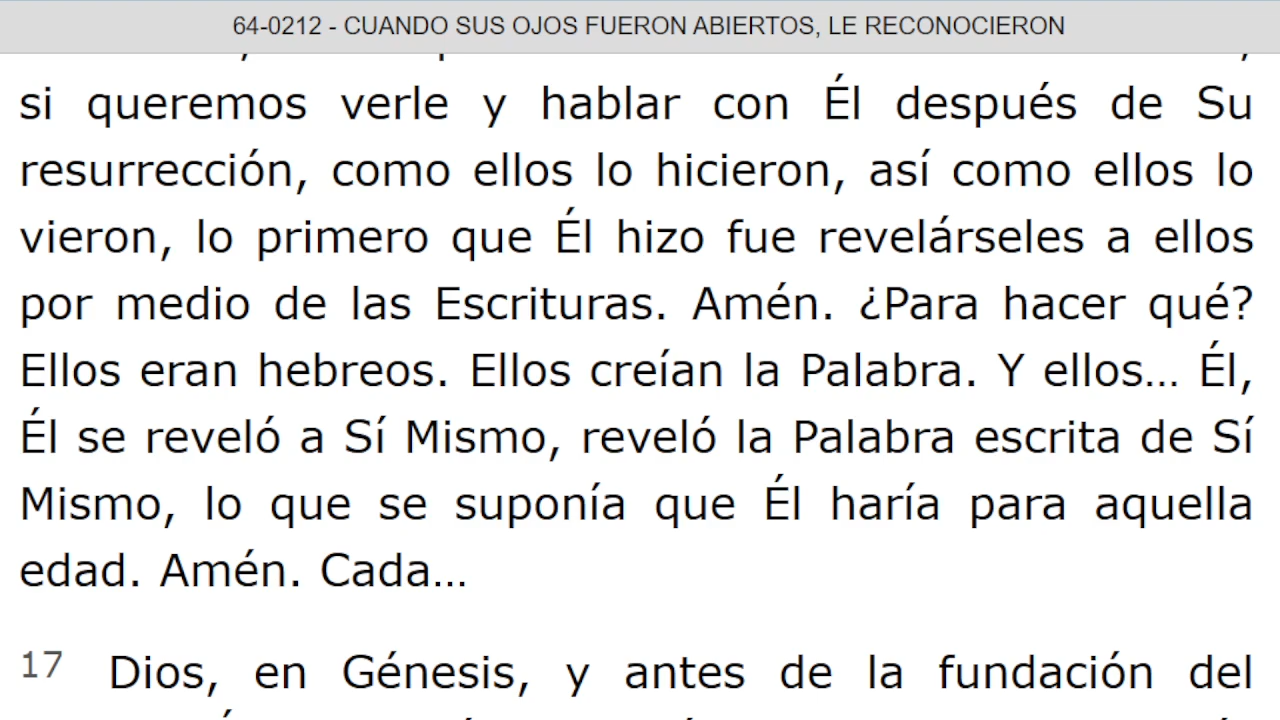 64-0212 - CUANDO SUS OJOS FUERON ABIERTOS, LE RECONOCIERON
si queremos verle y hablar con Él después de Su
resurrección, como ellos lo hicieron, así como ellos lo
vieron, lo primero que Él hizo fue revelárseles a ellos
por medio de las Escrituras. Amén. ¿Para hacer qué?
Ellos eran hebreos. Ellos creían la Palabra. Y ellos... Él,
Él se reveló a Sí Mismo, reveló la Palabra escrita de Sí
Mismo, lo que se suponía que Él haría para aquella
edad. Amén. Cada...
17 Dios, en Génesis, y antes de la fundación del